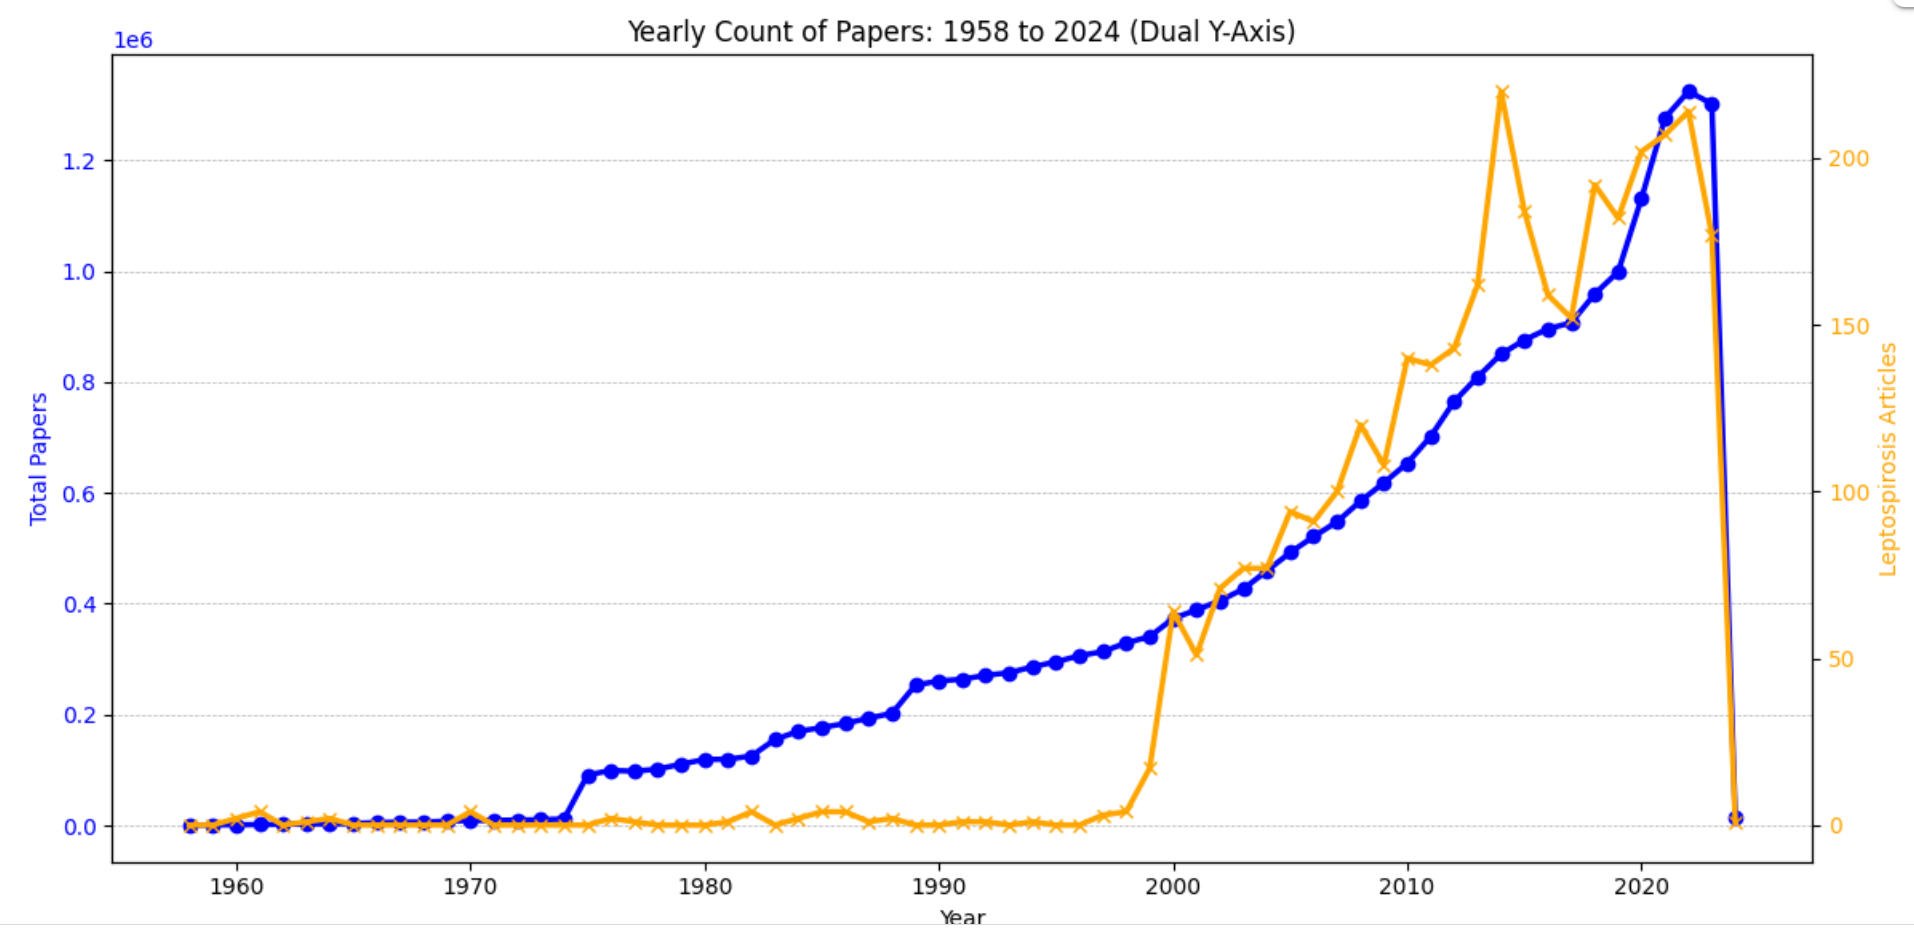 Yearly Count of Papers: 1958 to 2024 (Dual Y-Axis)
1e6
1.2
1.0
0.8
0.6
0.4
0.2
0.0
Total Papers
200
150
100
50
0
Leptospirosis Articles
1960 1970 1980 1990 2000 2010 2020
Year